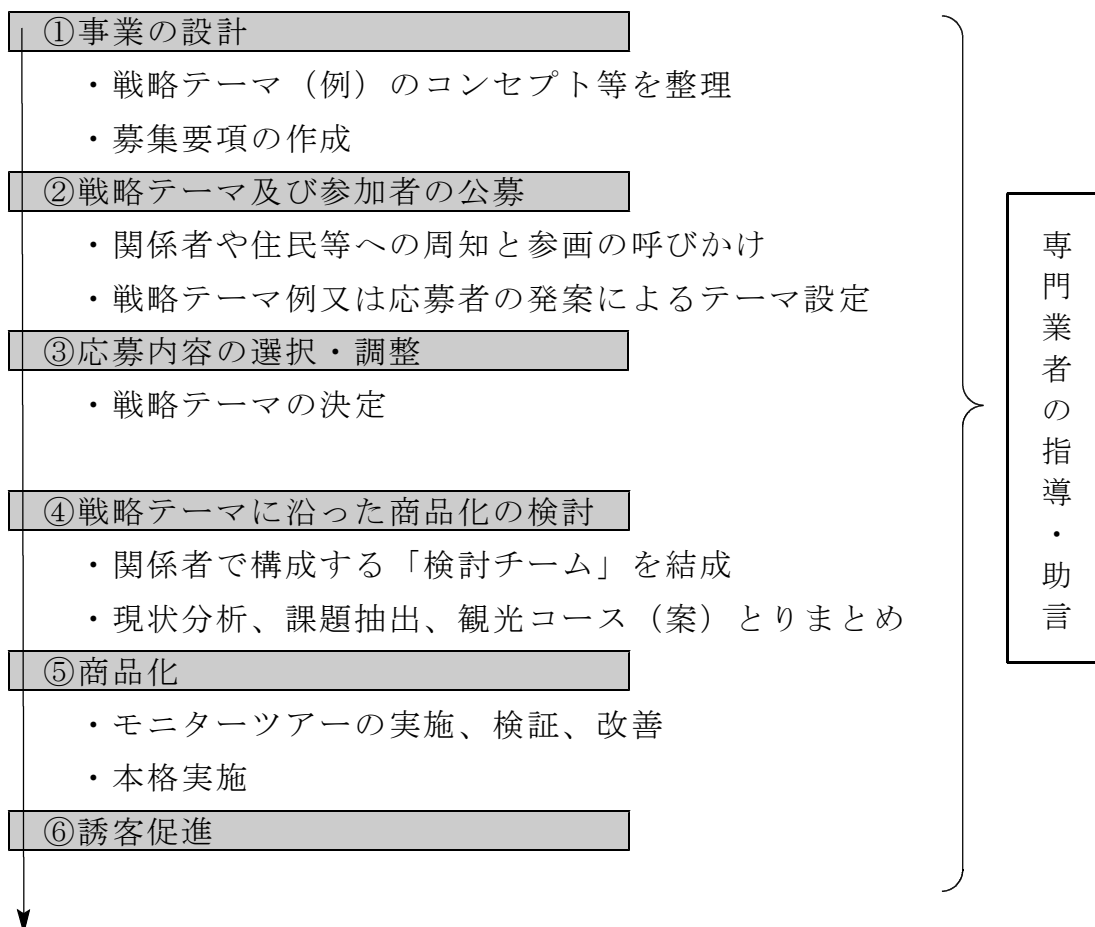 ①事業の設計
・戦略テーマ（例）のコンセプト等を整理
・募集要項の作成
②戦略テーマ及び参加者の公募
・関係者や住民等への周知と参画の呼びかけ
・戦略テーマ例又は応募者の発案によるテーマ設定
③応募内容の選択・調整
・戦略テーマの決定
④戦略テーマに沿った商品化の検討
・関係者で構成する「検討チーム」を結成
・現状分析、課題抽出、観光コース（案）とりまとめ
⑤商品化
・モニターツアーの実施、検証、改善
・本格実施
⑥誘客促進
専門業者の指導・助言